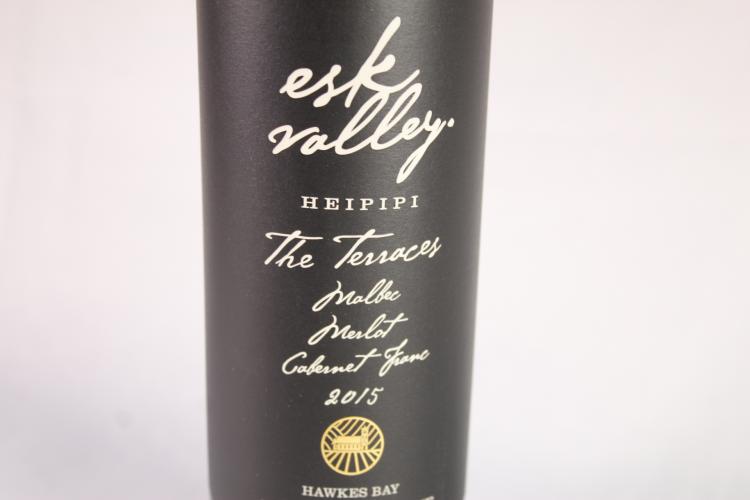 esk
valley.
HEIPIPI
The Terraces
Malbec
Merlot
Cabernet Franc
2015
HAWKES BAY